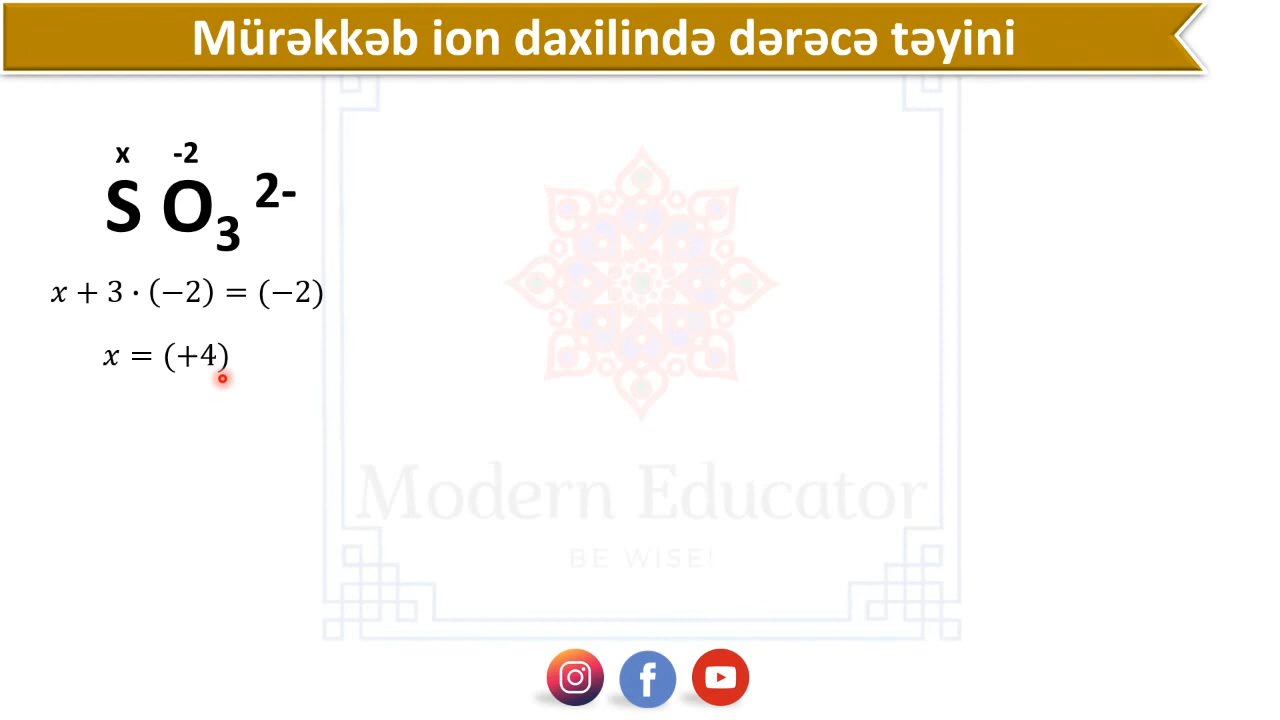 Mürəkkəb ion daxilində dərəcə təyini
x -2
S O₃ ²⁻
x + 3 · (−2) = (−2)
x = (+4)
Modern Educator
BE WISE!